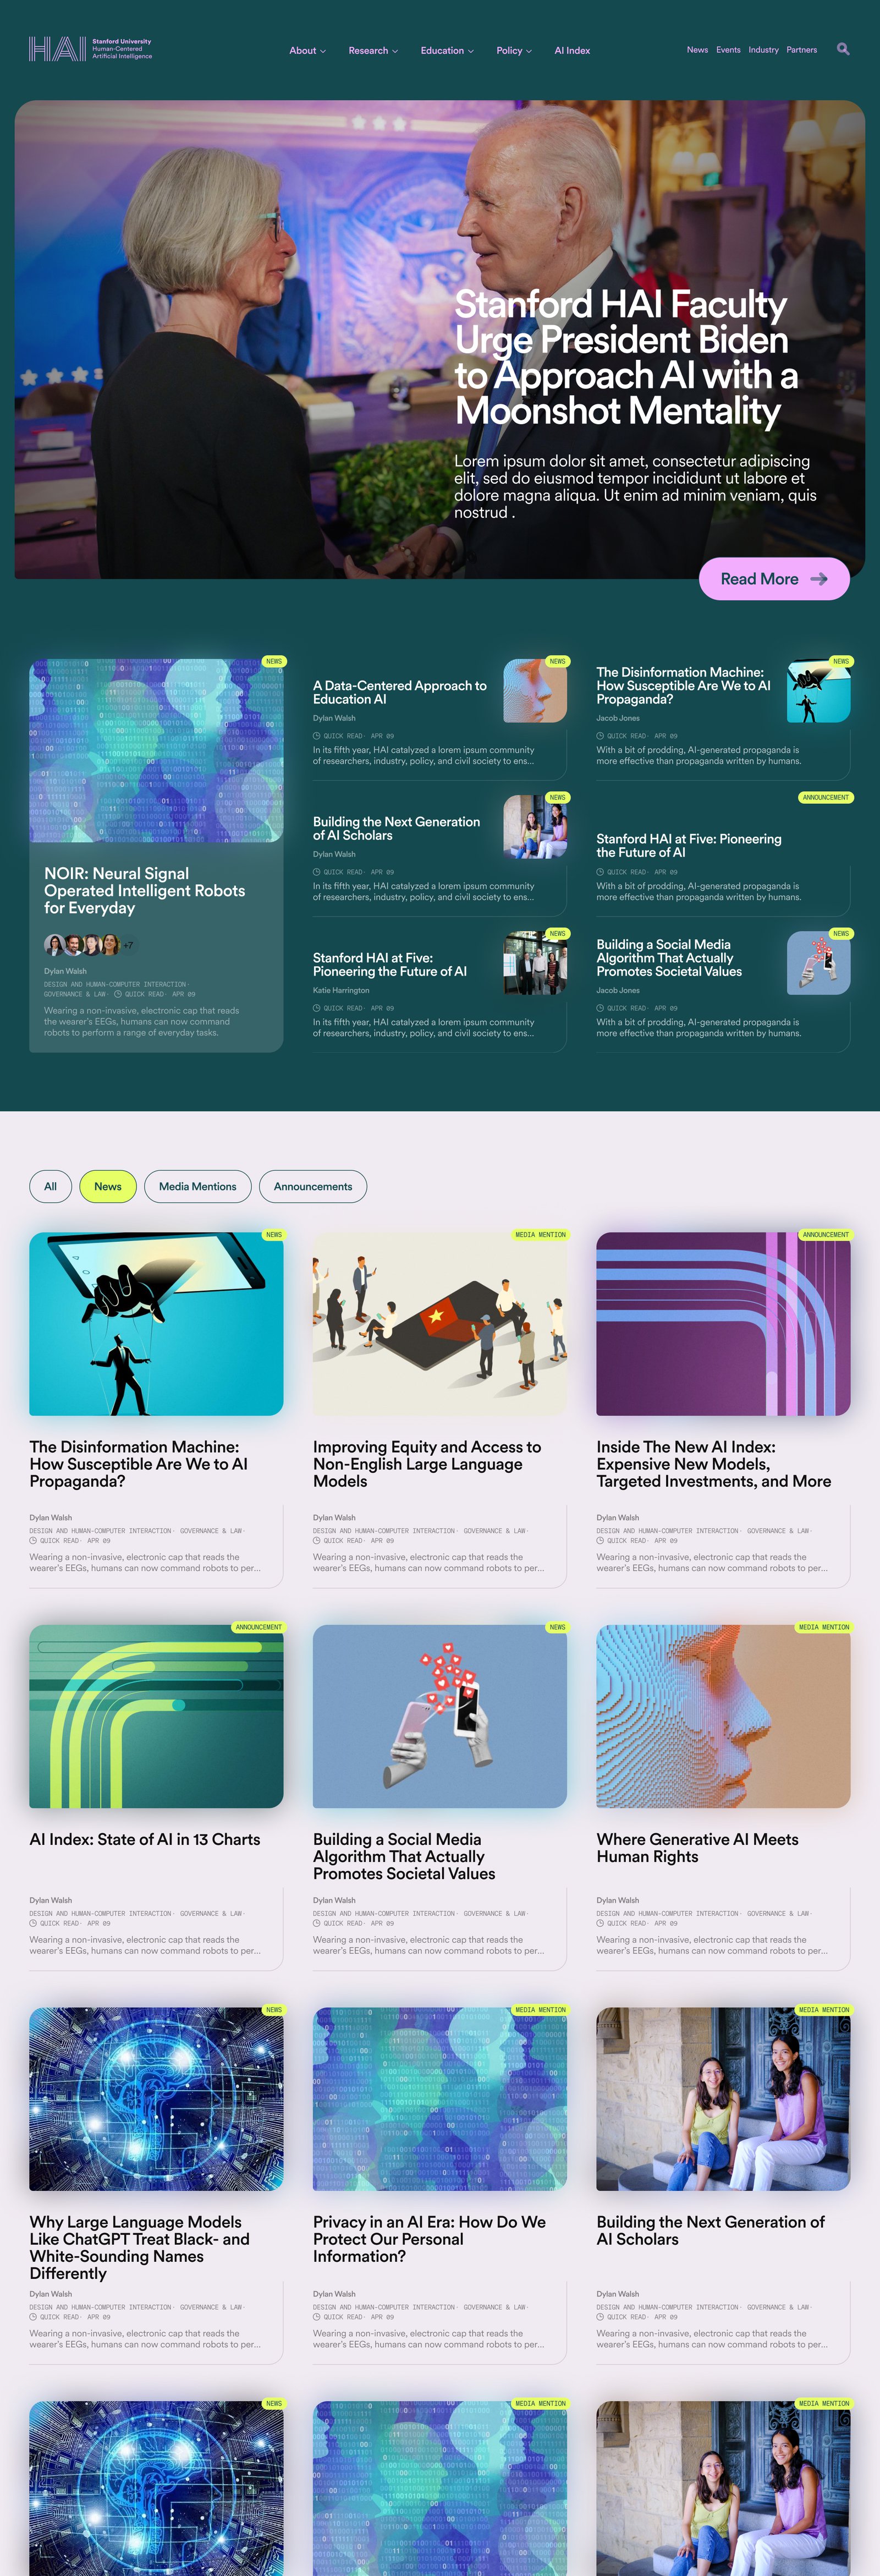 HAI
Stanford University
Human-Centered
Artificial Intelligence
About
Research
Education
Policy
AI Index
News
Events
Industry
Partners
Stanford HAI Faculty
Urge President Biden
to Approach AI with a
Moonshot Mentality
Lorem ipsum dolor sit amet, consectetur adipiscing
elit, sed do eiusmod tempor incididunt ut labore et
dolore magna aliqua. Ut enim ad minim veniam, quis
nostrud .
Read More
NEWS
NOIR: Neural Signal
Operated Intelligent Robots
for Everyday
+7
Dylan Walsh
DESIGN AND HUMAN-COMPUTER INTERACTION·
GOVERNANCE & LAW· QUICK READ· APR 09
Wearing a non-invasive, electronic cap that reads
the wearer's EEGs, humans can now command
robots to perform a range of everyday tasks.
NEWS
A Data-Centered Approach to
Education AI
Dylan Walsh
QUICK READ· APR 09
In its fifth year, HAI catalyzed a lorem ipsum community
of researchers, industry, policy, and civil society to ens...
NEWS
Building the Next Generation
of AI Scholars
Dylan Walsh
QUICK READ· APR 09
In its fifth year, HAI catalyzed a lorem ipsum community
of researchers, industry, policy, and civil society to ens...
NEWS
Stanford HAI at Five:
Pioneering the Future of AI
Katie Harrington
QUICK READ· APR 09
In its fifth year, HAI catalyzed a lorem ipsum community
of researchers, industry, policy, and civil society to ens...
NEWS
The Disinformation Machine:
How Susceptible Are We to AI
Propaganda?
Jacob Jones
QUICK READ· APR 09
With a bit of prodding, AI-generated propaganda is
more effective than propaganda written by humans.
ANNOUNCEMENT
Stanford HAI at Five: Pioneering
the Future of AI
QUICK READ· APR 09
With a bit of prodding, AI-generated propaganda is
more effective than propaganda written by humans.
NEWS
Building a Social Media
Algorithm That Actually
Promotes Societal Values
Jacob Jones
QUICK READ· APR 09
With a bit of prodding, AI-generated propaganda is
more effective than propaganda written by humans.
All
News
Media Mentions
Announcements
NEWS
The Disinformation Machine:
How Susceptible Are We to AI
Propaganda?
Dylan Walsh
DESIGN AND HUMAN-COMPUTER INTERACTION· GOVERNANCE & LAW·
QUICK READ· APR 09
Wearing a non-invasive, electronic cap that reads the
wearer's EEGs, humans can now command robots to per...
MEDIA MENTION
Improving Equity and Access to
Non-English Large Language
Models
Dylan Walsh
DESIGN AND HUMAN-COMPUTER INTERACTION· GOVERNANCE & LAW·
QUICK READ· APR 09
Wearing a non-invasive, electronic cap that reads the
wearer's EEGs, humans can now command robots to per...
ANNOUNCEMENT
Inside The New AI Index:
Expensive New Models,
Targeted Investments, and More
Dylan Walsh
DESIGN AND HUMAN-COMPUTER INTERACTION· GOVERNANCE & LAW·
QUICK READ· APR 09
Wearing a non-invasive, electronic cap that reads the
wearer's EEGs, humans can now command robots to per...
ANNOUNCEMENT
AI Index: State of AI in 13 Charts
Dylan Walsh
DESIGN AND HUMAN-COMPUTER INTERACTION· GOVERNANCE & LAW·
QUICK READ· APR 09
Wearing a non-invasive, electronic cap that reads the
wearer's EEGs, humans can now command robots to per...
NEWS
Building a Social Media
Algorithm That Actually
Promotes Societal Values
Dylan Walsh
DESIGN AND HUMAN-COMPUTER INTERACTION· GOVERNANCE & LAW·
QUICK READ· APR 09
Wearing a non-invasive, electronic cap that reads the
wearer's EEGs, humans can now command robots to per...
MEDIA MENTION
Where Generative AI Meets
Human Rights
Dylan Walsh
DESIGN AND HUMAN-COMPUTER INTERACTION· GOVERNANCE & LAW·
QUICK READ· APR 09
Wearing a non-invasive, electronic cap that reads the
wearer's EEGs, humans can now command robots to per...
NEWS
Why Large Language Models
Like ChatGPT Treat Black- and
White-Sounding Names
Differently
Dylan Walsh
DESIGN AND HUMAN-COMPUTER INTERACTION· GOVERNANCE & LAW·
QUICK READ· APR 09
Wearing a non-invasive, electronic cap that reads the
wearer's EEGs, humans can now command robots to per...
MEDIA MENTION
Privacy in an AI Era: How Do We
Protect Our Personal
Information?
Dylan Walsh
DESIGN AND HUMAN-COMPUTER INTERACTION· GOVERNANCE & LAW·
QUICK READ· APR 09
Wearing a non-invasive, electronic cap that reads the
wearer's EEGs, humans can now command robots to per...
MEDIA MENTION
Building the Next Generation of
AI Scholars
Dylan Walsh
DESIGN AND HUMAN-COMPUTER INTERACTION· GOVERNANCE & LAW·
QUICK READ· APR 09
Wearing a non-invasive, electronic cap that reads the
wearer's EEGs, humans can now command robots to per...
NEWS
MEDIA MENTION
MEDIA MENTION